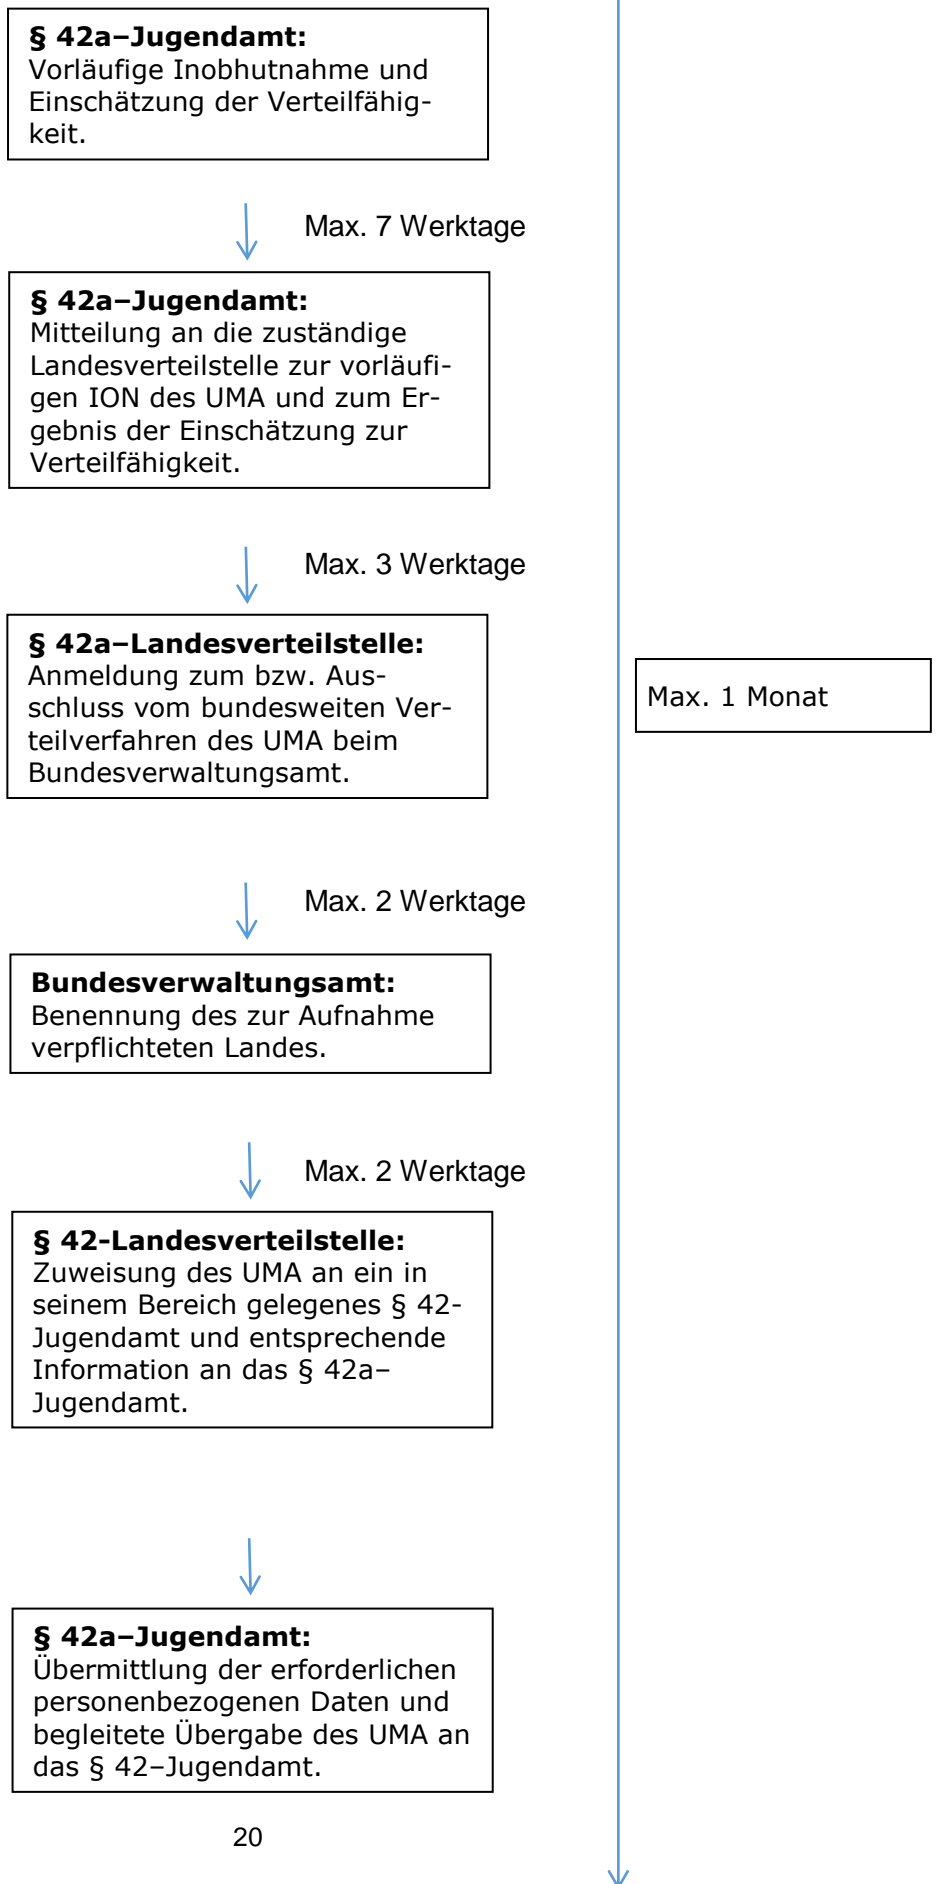 § 42a–Jugendamt:
Vorläufige Inobhutnahme und
Einschätzung der Verteilfähig-
keit.
Max. 7 Werktage
§ 42a–Jugendamt:
Mitteilung an die zuständige
Landesverteilstelle zur vorläufi-
gen ION des UMA und zum Er-
gebnis der Einschätzung zur
Verteilfähigkeit.
Max. 3 Werktage
§ 42a–Landesverteilstelle:
Anmeldung zum bzw. Aus-
schluss vom bundesweiten Ver-
teilverfahren des UMA beim
Bundesverwaltungsamt.
Max. 1 Monat
Max. 2 Werktage
Bundesverwaltungsamt:
Benennung des zur Aufnahme
verpflichteten Landes.
Max. 2 Werktage
§ 42-Landesverteilstelle:
Zuweisung des UMA an ein in
seinem Bereich gelegenes § 42-
Jugendamt und entsprechende
Information an das § 42a–
Jugendamt.
§ 42a–Jugendamt:
Übermittlung der erforderlichen
personenbezogenen Daten und
begleitete Übergabe des UMA an
das § 42–Jugendamt.
20